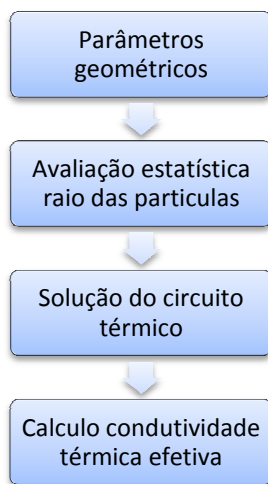 Parâmetros
geométricos
Avaliação estatística
raio das particulas
Solução do circuito
térmico
Calculo condutividade
térmica efetiva